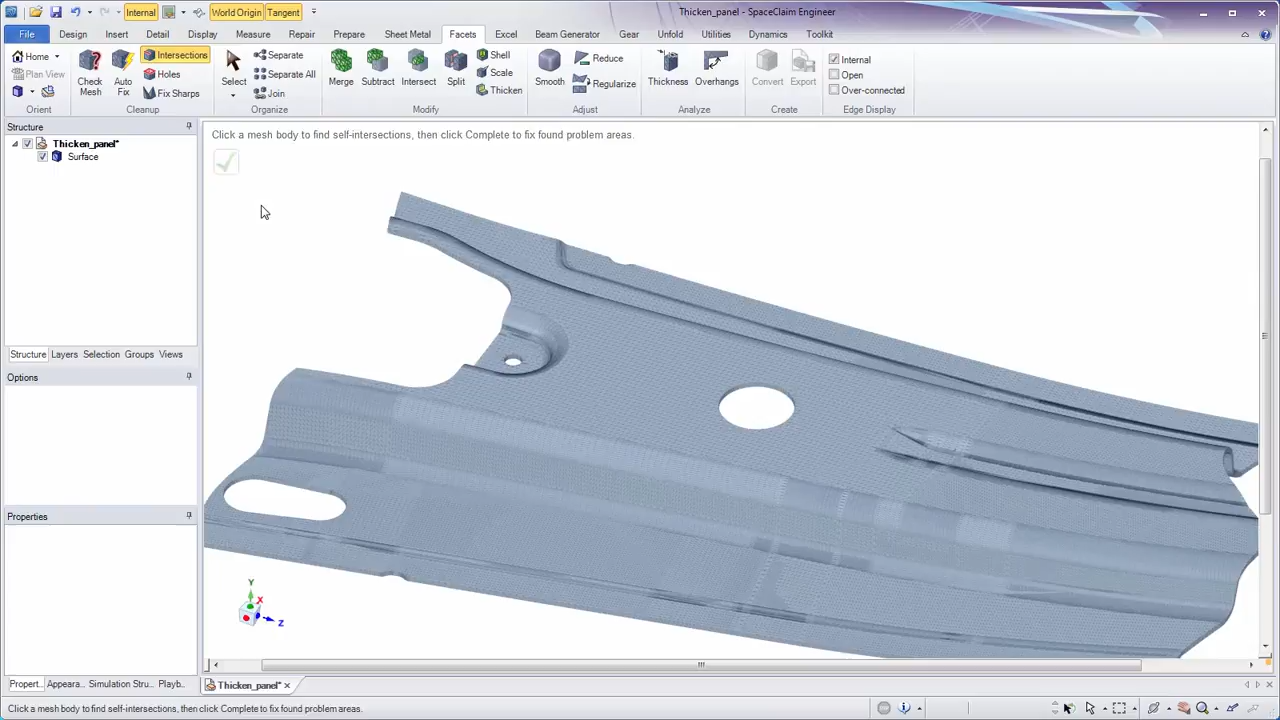 Internal World Origin Tangent Thicken_panel - SpaceClaim Engineer
File Design Insert Detail Display Measure Repair Prepare Sheet Metal Facets Excel Beam Generator Gear Unfold Utilities Dynamics Toolkit
Home
Plan View
Orient
Check Mesh
Auto Fix
Intersections
Holes
Fix Sharps
Cleanup
Select
Separate
Separate All
Join
Organize
Merge
Subtract
Intersect
Split
Shell
Scale
Thicken
Modify
Smooth
Reduce
Regularize
Adjust
Thickness
Overhangs
Analyze
Convert
Export
Create
Internal
Open
Over-connected
Edge Display
Structure
Thicken_panel*
Surface
Structure Layers Selection Groups Views
Options
Properties
Propert... Appeara... Simulation Stru... Playb...
Click a mesh body to find self-intersections, then click Complete to fix found problem areas.
Y
X
Z
Thicken_panel*
Click a mesh body to find self-intersections, then click Complete to fix found problem areas.